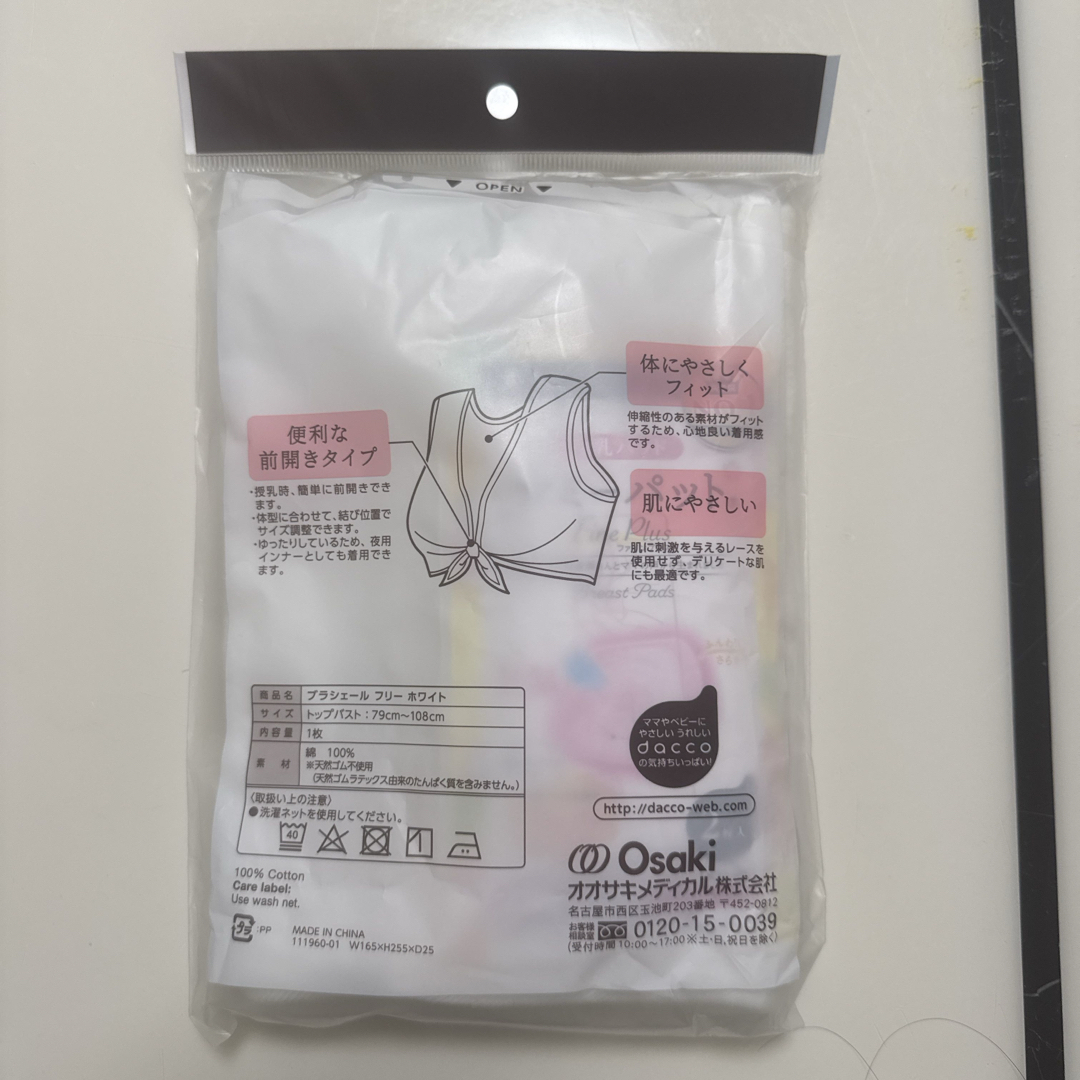 OPEN
体にやさしく
フィット
伸縮性のある素材がフィット
するため、心地良い着用感
です。
便利な
前開きタイプ
・授乳時、簡単に前開きでき
ます。
・体型に合わせて、結び位置で
サイズ調整できます。
・ゆったりしているため、夜用
インナーとしても着用でき
ます。
パット
肌にやさしい
肌に刺激を与えるレースを
使用せず、デリケートな肌
にも最適です。
Plus
Pads
商品名 ブラシェール フリー ホワイト
サイズ トップバスト：79cm〜108cm
内容量 1枚
素材 綿 100%
※天然ゴム不使用
（天然ゴムラテックス由来のたんぱく質を含みません。）
〈取扱い上の注意〉
●洗濯ネットを使用してください。
40
100% Cotton
Care label:
Use wash net.
プラ :PP
MADE IN CHINA
111960-01 W165×H255×D25
ママやベビーに
やさしい うれしい
dacco
の気持ちいっぱい!
http://dacco-web.com
Osaki
オオサキメディカル株式会社
名古屋市西区玉池町203番地 〒452-0812
お客様
相談室 0120-15-0039
(受付時間10:00〜17:00※土・日、祝日を除く)